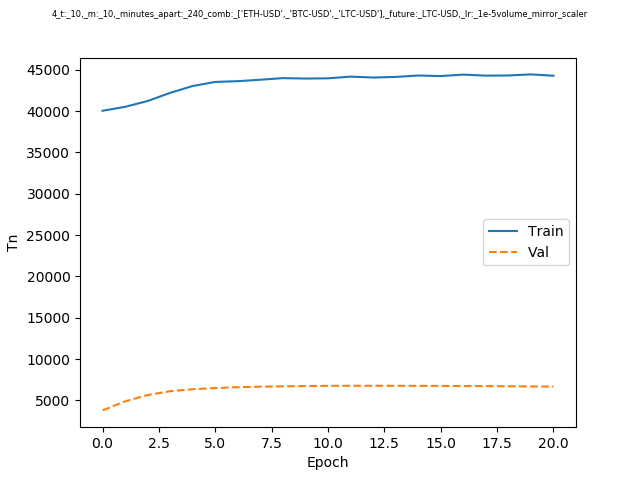 4_t:_10,_m:_10,_minutes_apart:_240_comb:_['ETH-USD',_'BTC-USD',_'LTC-USD'],_future:_LTC-USD,_lr:_1e-5volume_mirror_scaler
45000
40000
35000
30000
25000
20000
15000
10000
5000
Tn
Train
Val
0.0 2.5 5.0 7.5 10.0 12.5 15.0 17.5 20.0
Epoch